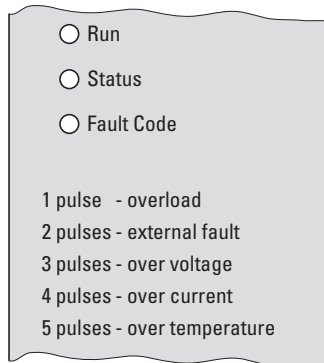 Run
Status
Fault Code
1 pulse - overload
2 pulses - external fault
3 pulses - over voltage
4 pulses - over current
5 pulses - over temperature